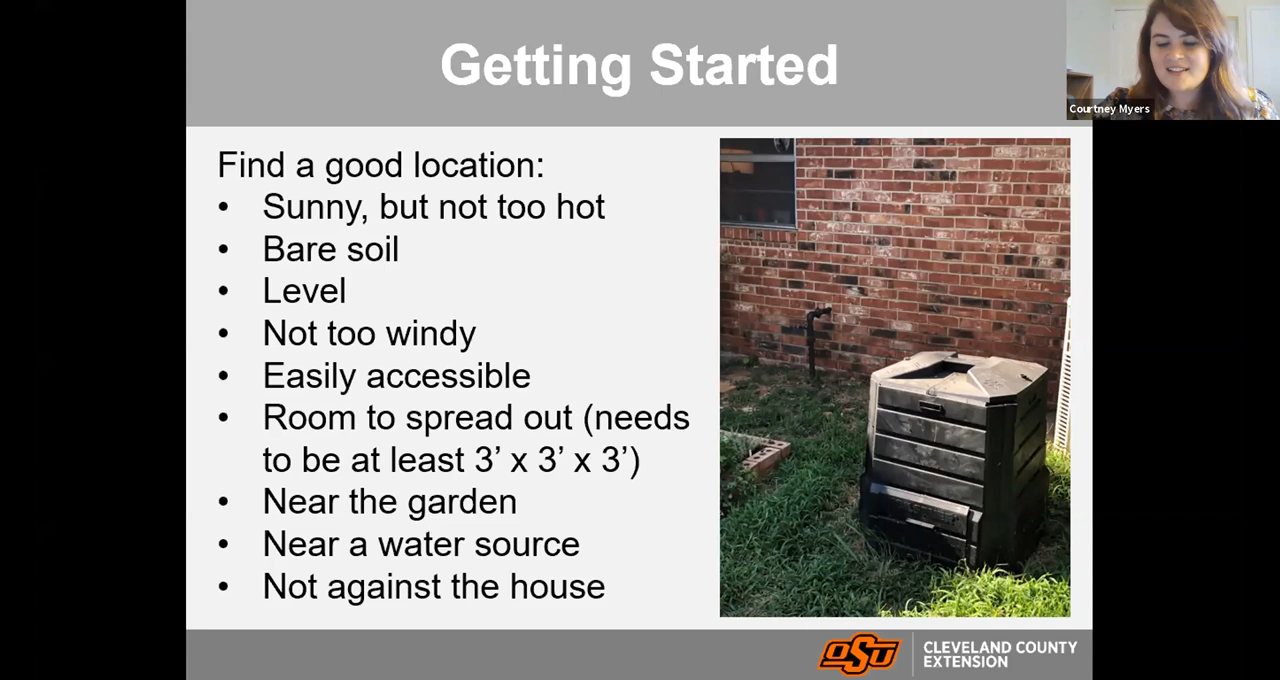 Getting Started
Courtney Myers
Find a good location:
• Sunny, but not too hot
• Bare soil
• Level
• Not too windy
• Easily accessible
• Room to spread out (needs
to be at least 3’ x 3’ x 3’)
• Near the garden
• Near a water source
• Not against the house
OSU
CLEVELAND COUNTY
EXTENSION